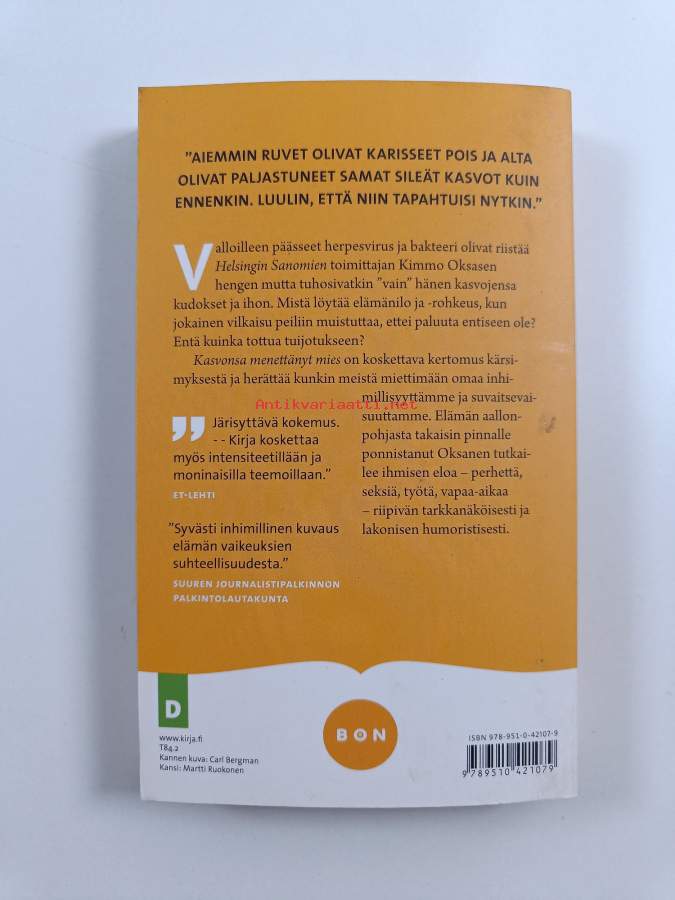 ”AIEMMIN RUVET OLIVAT KARISSEET POIS JA ALTA
OLIVAT PALJASTUNEET SAMAT SILEÄT KASVOT KUIN
ENNENKIN. LUULIN, ETTÄ NIIN TAPAHTUISI NYTKIN.”
Valloilleen päässeet herpesvirus ja bakteeri olivat riistää
Helsingin Sanomien toimittajan Kimmo Oksasen
hengen mutta tuhosivatkin ”vain” hänen kasvojensa
kudokset ja ihon. Mistä löytää elämänilo ja -rohkeus, kun
jokainen vilkaisu peiliin muistuttaa, ettei paluuta entiseen ole?
Entä kuinka tottua tuijotukseen?
Kasvonsa menettänyt mies on koskettava kertomus kärsi-
myksestä ja herättää kunkin meistä miettimään omaa inhi-
millisyyttämme ja suvaitsevai-
suuttamme. Elämän aallon-
pohjasta takaisin pinnalle
ponnistanut Oksanen tutkai-
lee ihmisen eloa – perhettä,
seksiä, työtä, vapaa-aikaa
– riipivän tarkkanäköisesti ja
lakonisen humoristisesti.
Antikvariaatti.net
” Järisyttävä kokemus.
- - Kirja koskettaa
myös intensiteetillään ja
moninaisilla teemoillaan.”
ET-LEHTI
”Syvästi inhimillinen kuvaus
elämän vaikeuksien
suhteellisuudesta.”
SUUREN JOURNALISTIPALKINNON
PALKINTOLAUTAKUNTA
D
www.kirja.fi
T84.2
Kannen kuva: Carl Bergman
Kansi: Martti Ruokonen
BON
ISBN 978-951-0-42107-9
9 789510 421079